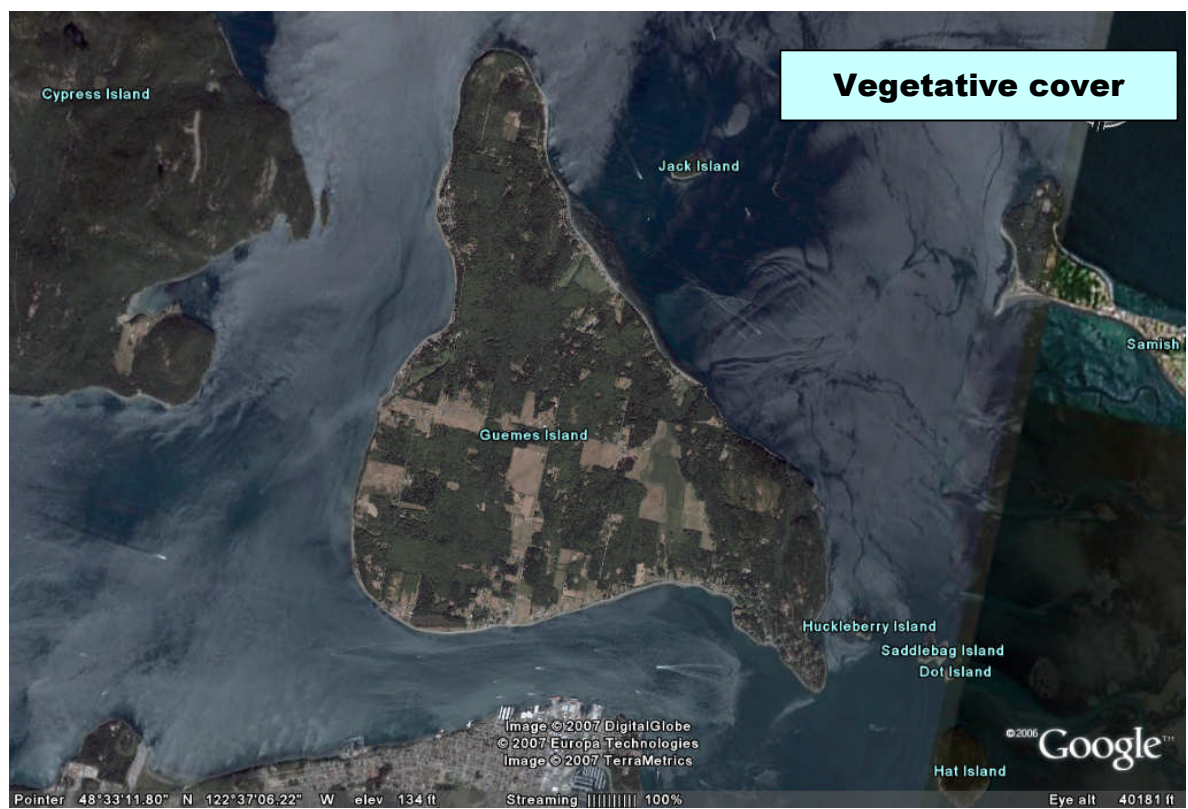 Vegetative cover
Cypress Island
Jack Island
Samish
Guemes Island
Huckleberry Island
Saddlebag Island
Dot Island
Image © 2007 DigitalGlobe
© 2007 Europa Technologies
Image © 2007 TerraMetrics
©2006 Google™
Hat Island
Pointer 48°33'11.80" N 122°37'06.22" W elev 134 ft Streaming |||||||||| 100% Eye alt 40181 ft